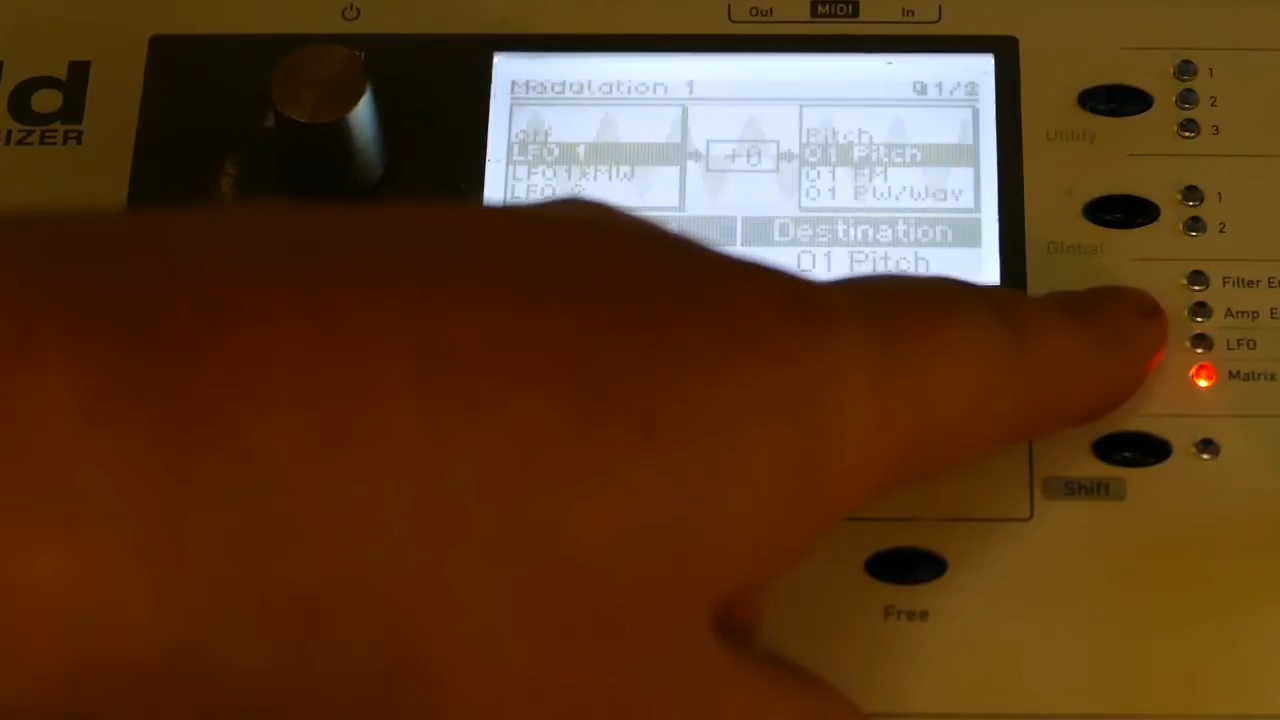 Out MIDI In
ld
IZER
Modulation 1 1/2
off
LFO 1
LFO1xMW
+0
Pitch
O1 Pitch
O1 FM
O1 PW/Wav
Destination
O1 Pitch
1
2
3
Utility
1
2
Global
Filter E
Amp E
LFO
Matrix
Shift
Free